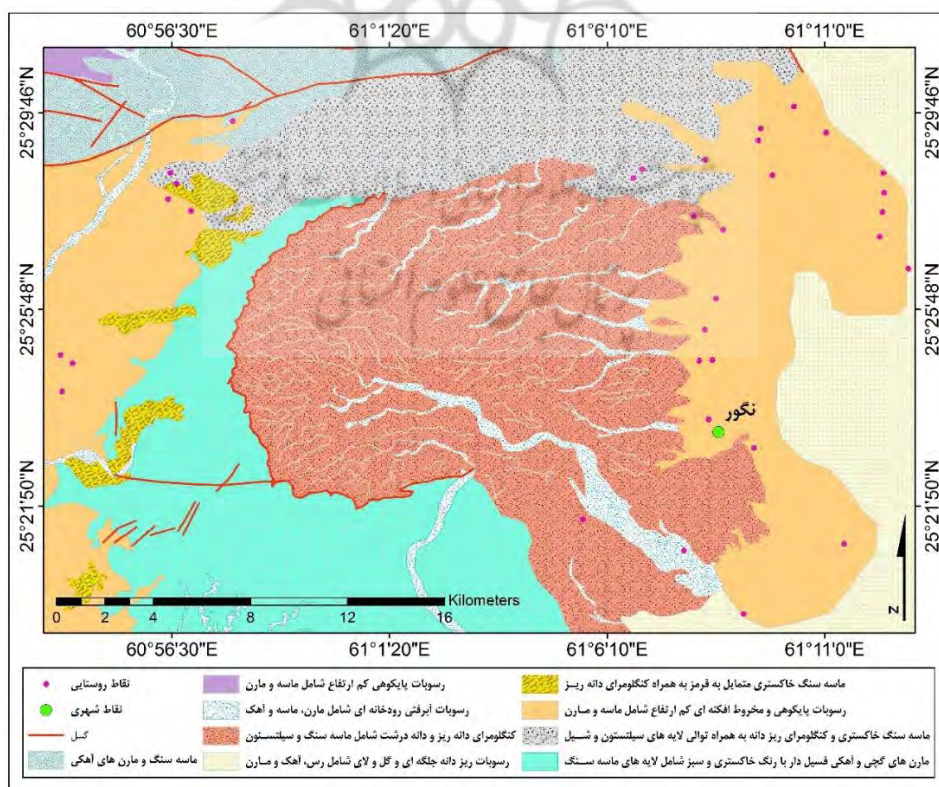 60°56'30"E 61°1'20"E 61°6'10"E 61°11'0"E
25°29'46"N 25°29'46"N
25°25'48"N 25°25'48"N
نگور
25°21'50"N 25°21'50"N
Kilometers
0 2 4 8 12 16
N
60°56'30"E 61°1'20"E 61°6'10"E 61°11'0"E
ماسه سنگ خاکستری متمایل به قرمز به همراه کنگلومرای دانه ریـز
رسوبات پایکوهی کم ارتفاع شامل ماسه و مارن
نقاط روستایی
رسوبات پایکوهی و مخروط افکنه ای کم ارتفاع شامل ماسه و مـارن
رسوبات آبرفتی رودخانه ای شامل مارن، ماسه و آهک
نقاط شهری
ماسه سنگ خاکستری و کنگلومرای ریز دانه به همراه توالی لایه های سیلتستون و شـیل
کنگلومرای دانه ریز و دانه درشت شامل ماسه سنگ و سیلتسـتون
گسل
مارن های گچی و آهکی فسیل دار با رنگ خاکستری و سبز شامل لایه های ماسه سـنگ
رسوبات ریز دانه جلگه ای و گل و لای شامل رس، آهک و مـارن
ماسه سنگ و مارن های آهکی